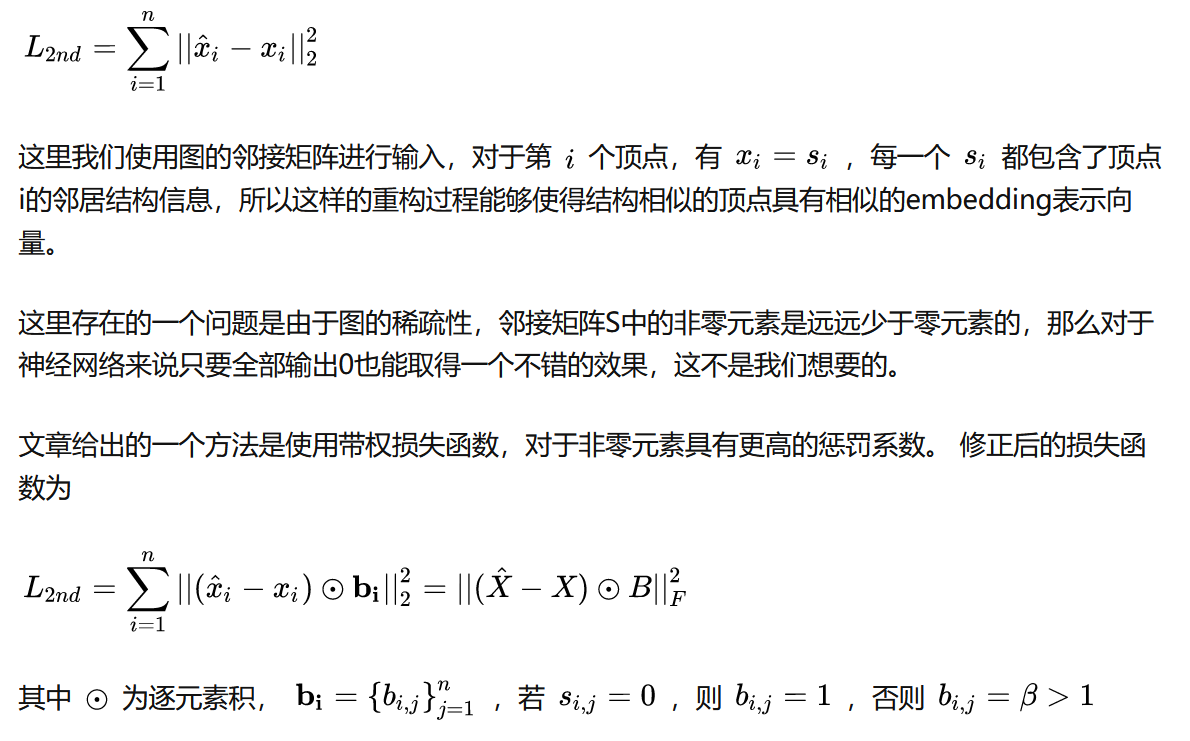 $L_{2nd} = \sum_{i=1}^{n} ||\hat{x}_i - x_i||_2^2$
这里我们使用图的邻接矩阵进行输入，对于第 $i$ 个顶点，有 $x_i = s_i$ ，每一个 $s_i$ 都包含了顶点
i的邻居结构信息，所以这样的重构过程能够使得结构相似的顶点具有相似的embedding表示向
量。
这里存在的一个问题是由于图的稀疏性，邻接矩阵S中的非零元素是远远少于零元素的，那么对于
神经网络来说只要全部输出0也能取得一个不错的效果，这不是我们想要的。
文章给出的一个方法是使用带权损失函数，对于非零元素具有更高的惩罚系数。 修正后的损失函
数为
$L_{2nd} = \sum_{i=1}^{n} ||(\hat{x}_i - x_i) \odot \mathbf{b_i}||_2^2 = ||(\hat{X} - X) \odot B||_F^2$
其中 $\odot$ 为逐元素积， $\mathbf{b_i} = \{b_{i,j}\}_{j=1}^{n}$ ，若 $s_{i,j} = 0$ ，则 $b_{i,j} = 1$ ，否则 $b_{i,j} = \beta > 1$